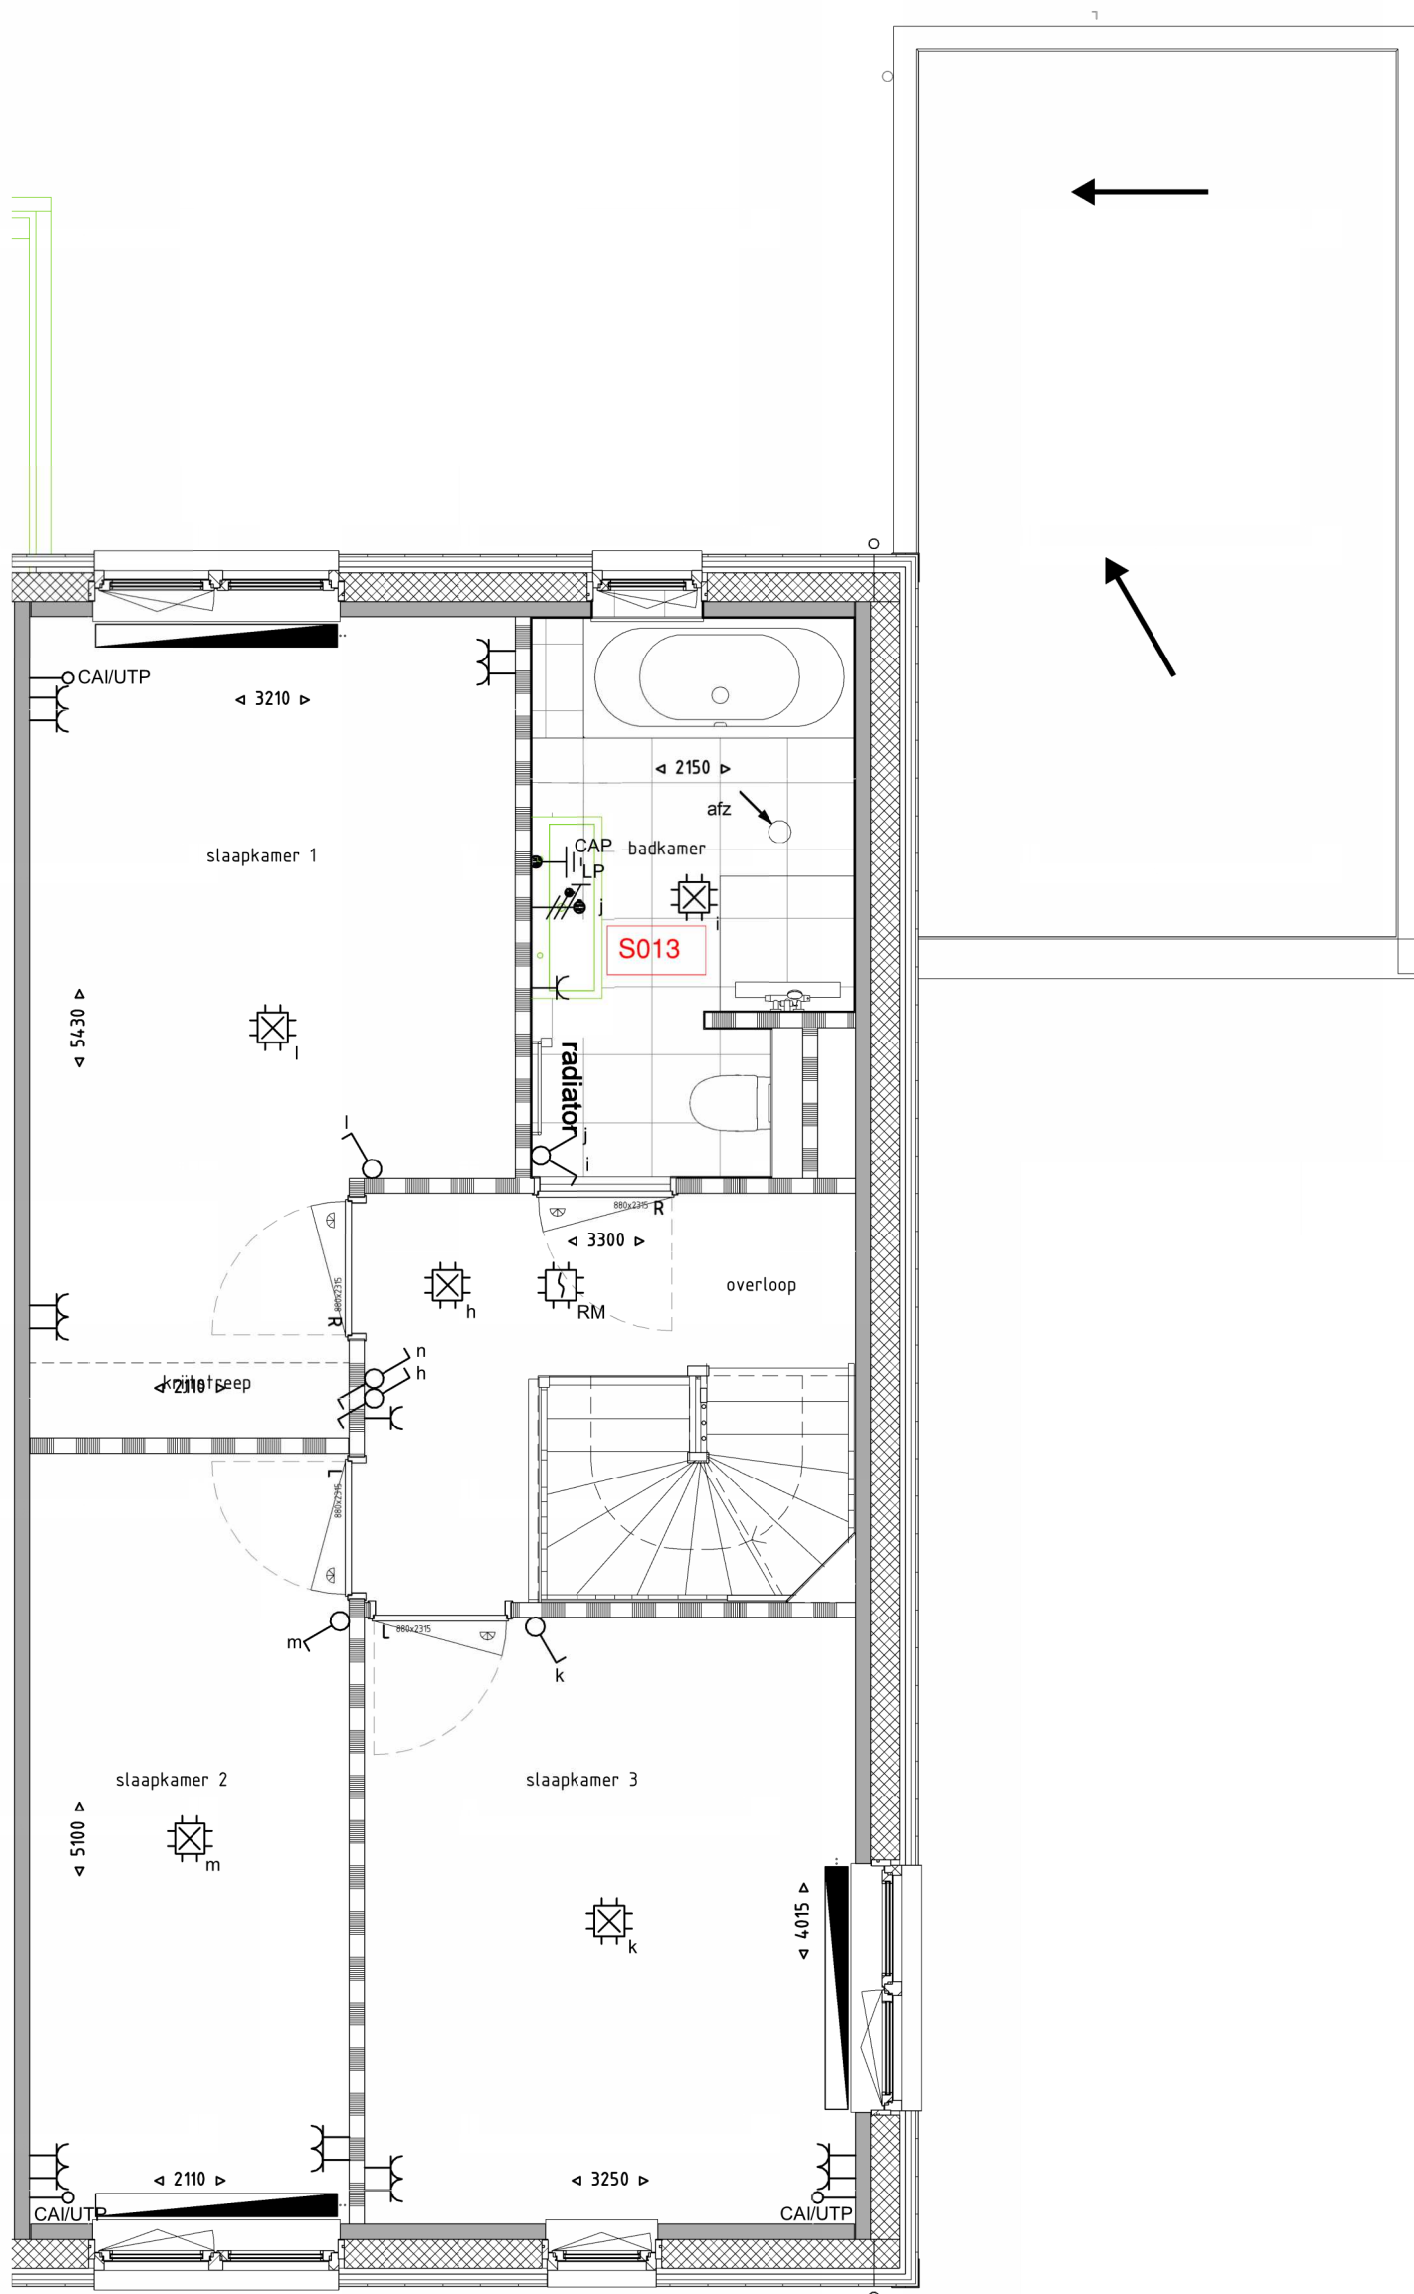 CAI/UTP
3210
2150
afz
slaapkamer 1
CAP
badkamer
LP
j
i
S013
5430
l
radiator
l
j
i
880x2315
R
3300
880x2315
R
h
RM
overloop
n
h
krijtstreep
2110
L
880x2315
m
L
880x2315
k
slaapkamer 2
slaapkamer 3
5100
m
4015
k
2110
3250
CAI/UTP
CAI/UTP